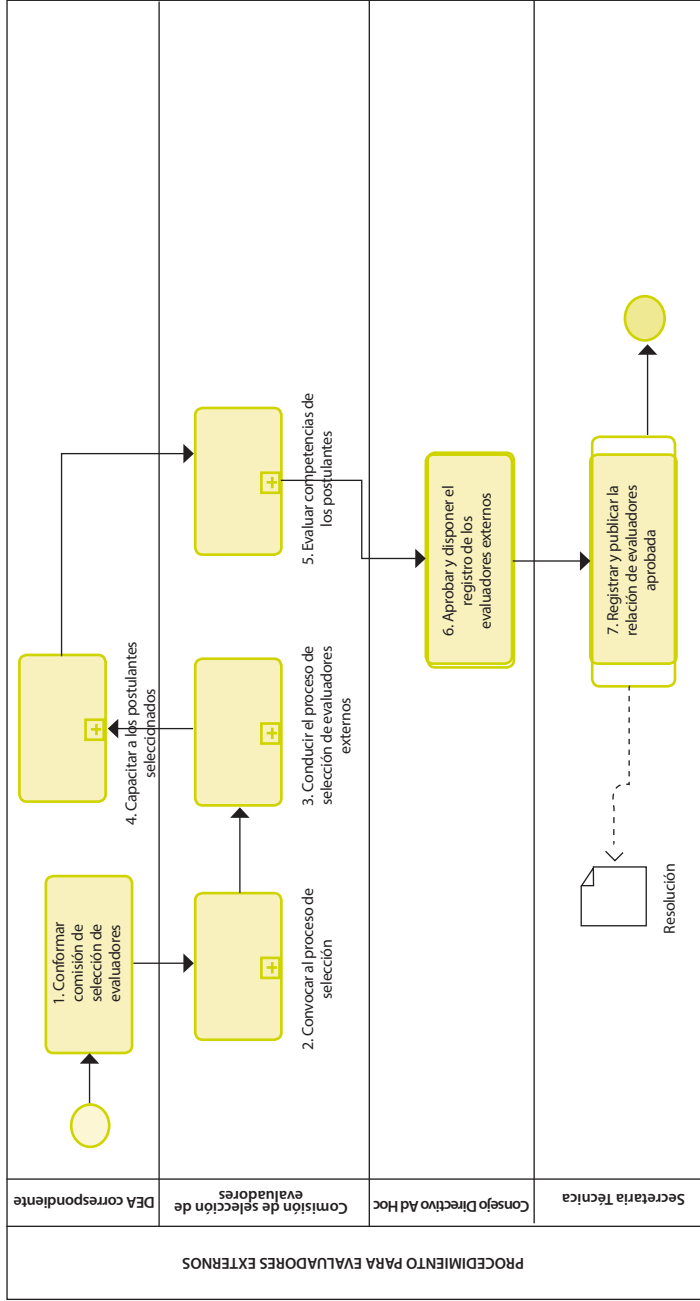 PROCEDIMIENTO PARA EVALUADORES EXTERNOS
DEA correspondiente
1. Conformar
comisión de
selección de
evaluadores
4. Capacitar a los postulantes
seleccionados
Comisión de selección de
evaluadores
2. Convocar al proceso de
selección
3. Conducir el proceso de
selección de evaluadores
externos
5. Evaluar competencias de
los postulantes
Consejo Directivo Ad Hoc
6. Aprobar y disponer el
registro de los
evaluadores externos
Secretaria Técnica
7. Registrar y publicar la
relación de evaluadores
aprobada
Resolución